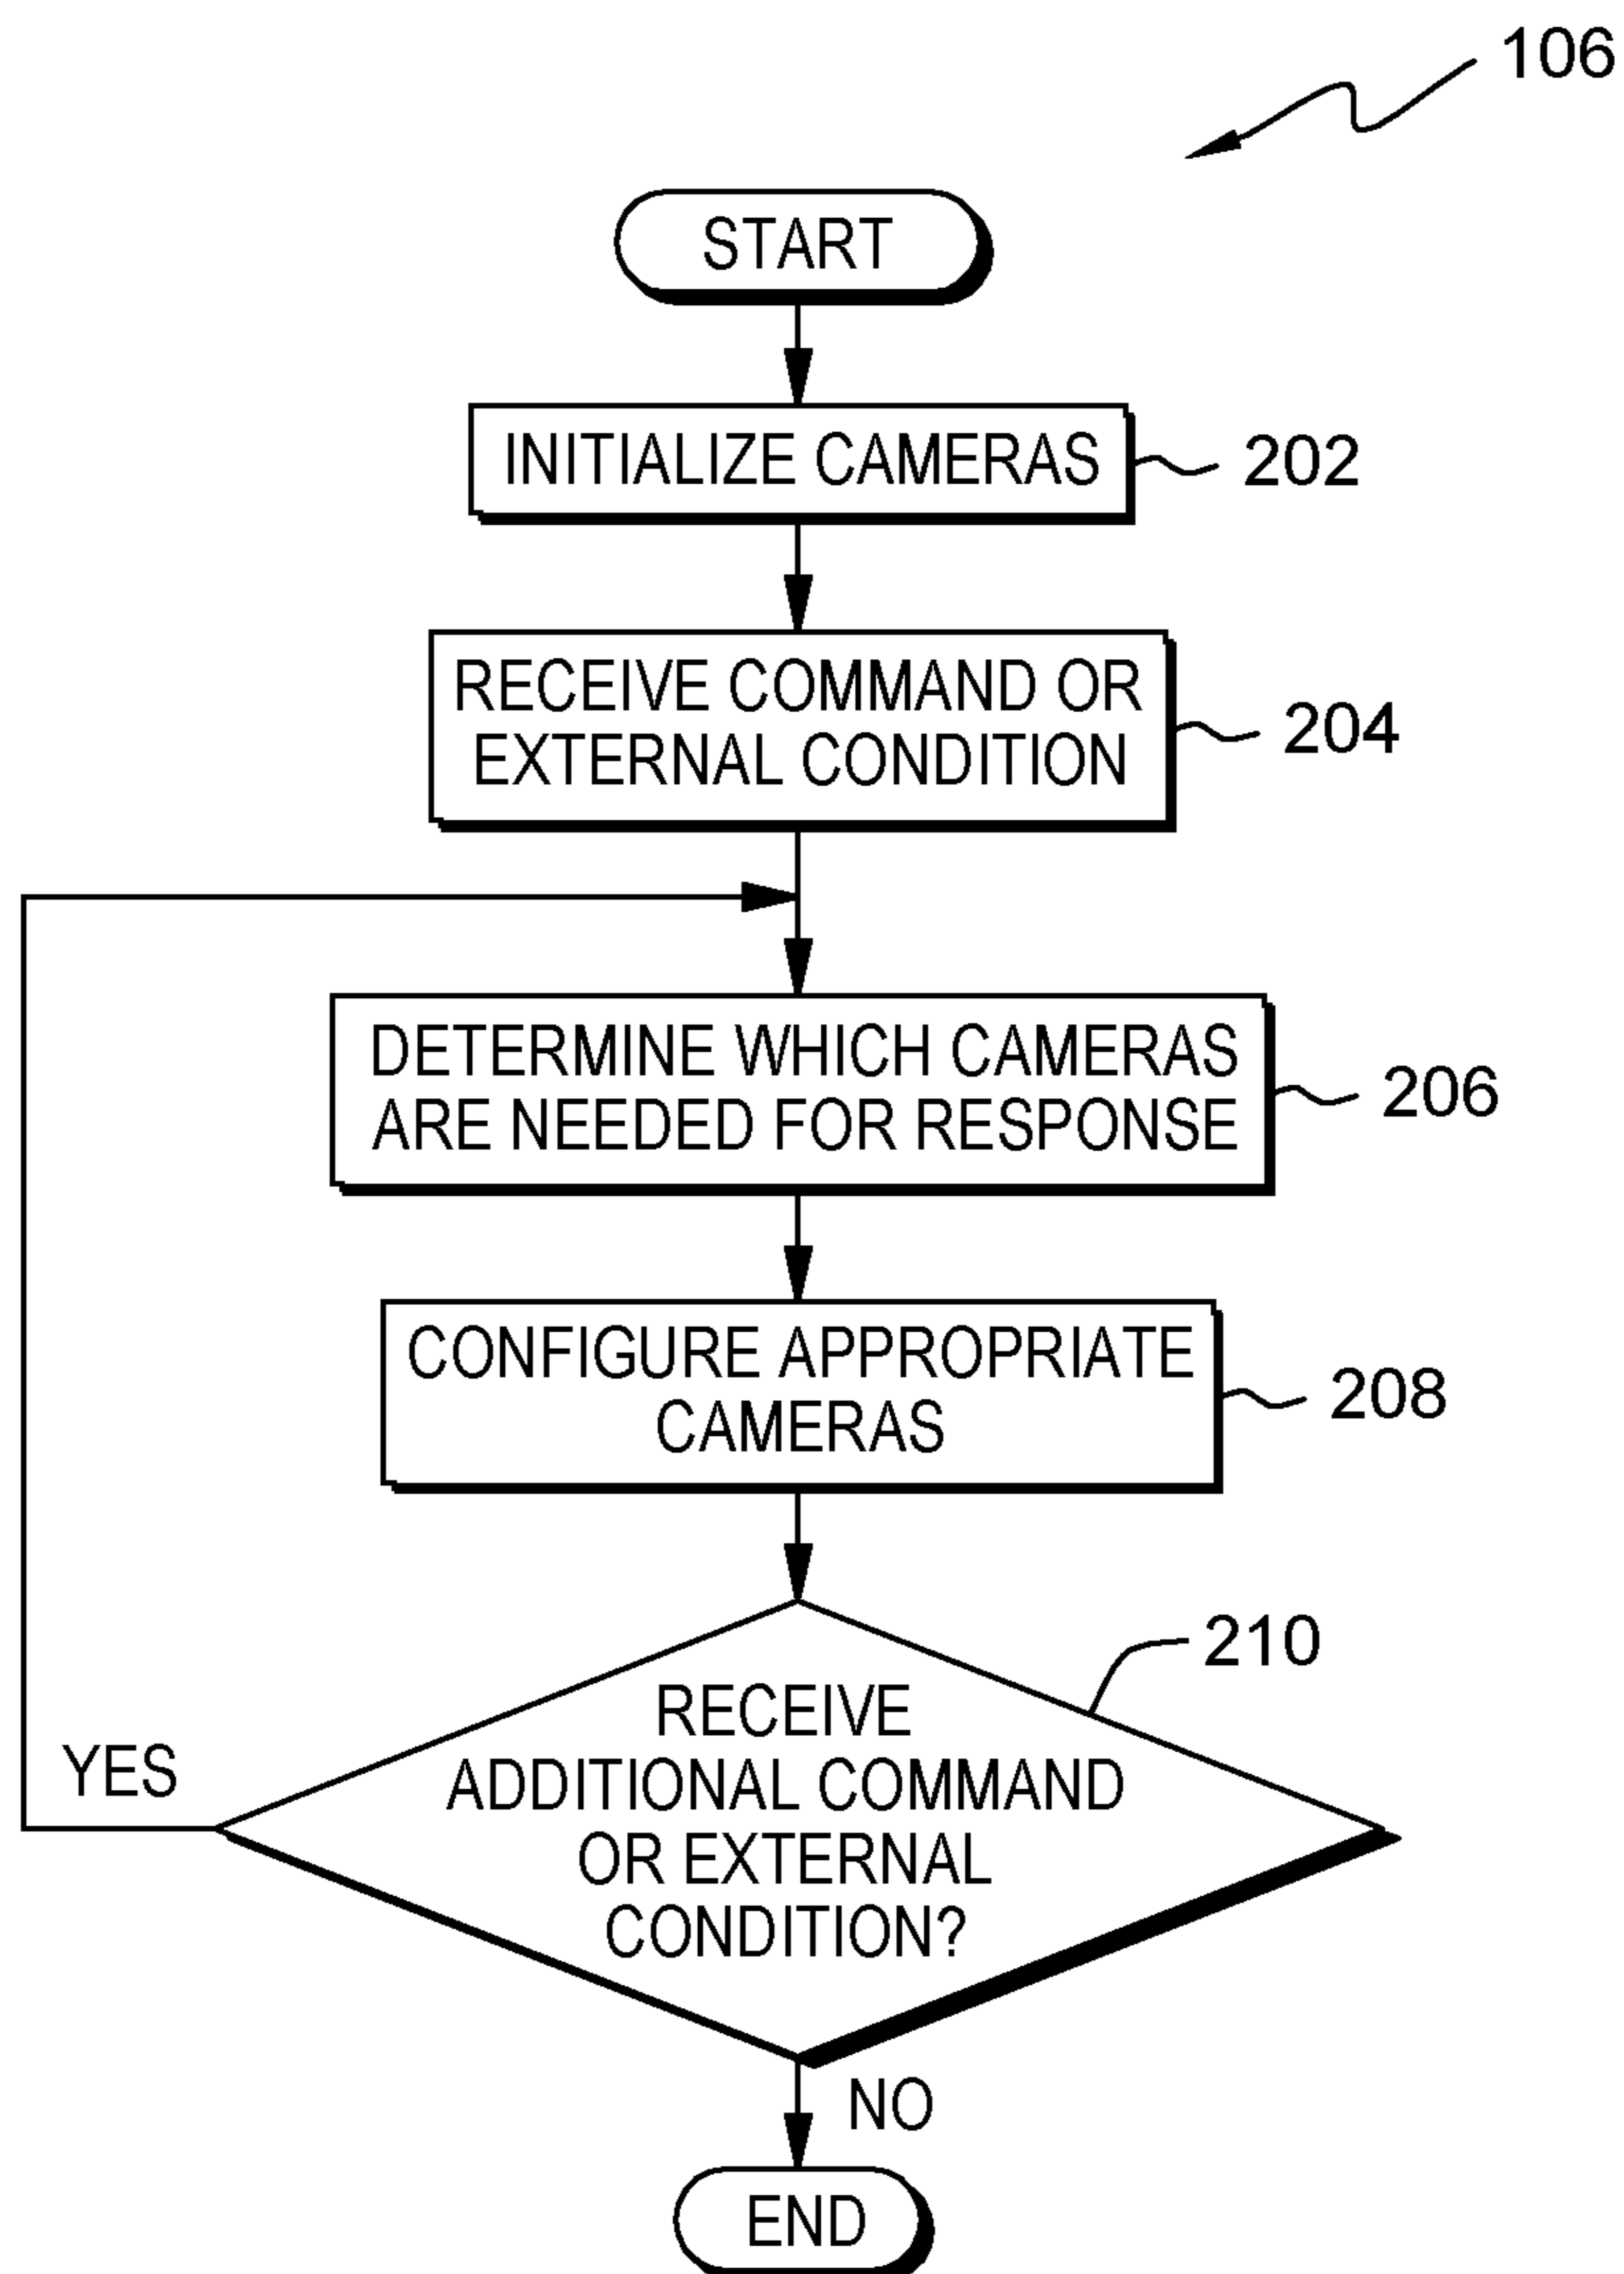 106
START
INITIALIZE CAMERAS
202
RECEIVE COMMAND OR
EXTERNAL CONDITION
204
DETERMINE WHICH CAMERAS
ARE NEEDED FOR RESPONSE
206
CONFIGURE APPROPRIATE
CAMERAS
208
210
RECEIVE
ADDITIONAL COMMAND
OR EXTERNAL
CONDITION?
YES
NO
END